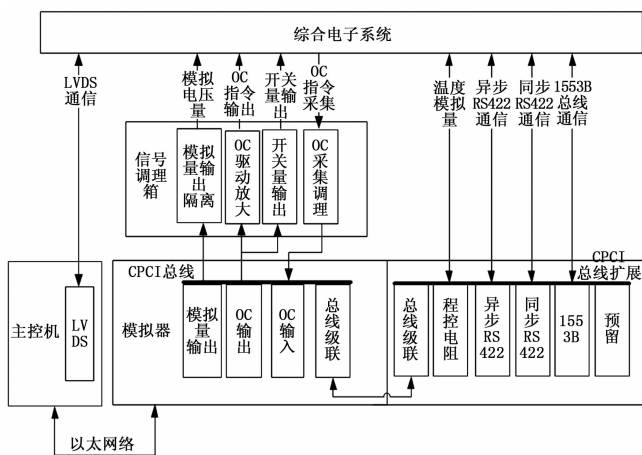 综合电子系统
LVDS
通信
模拟
电压
量
OC
指令
输出
开关
量输
出
OC
指令
采集
温度
模拟
量
异步
RS422
通信
同步
RS422
通信
1553B
总线
通信
信号
调理
箱
模拟
量输
出
隔离
OC
驱动
放大
开关
量输
出
OC
采集
调理
CPCI总线
CPCI
总线扩展
主控机
LV
DS
模拟器
模拟
量输
出
OC
输出
OC
输入
总线
级联
总线
级联
程控
电阻
异步
RS
422
同步
RS
422
155
3B
预留
以太网络